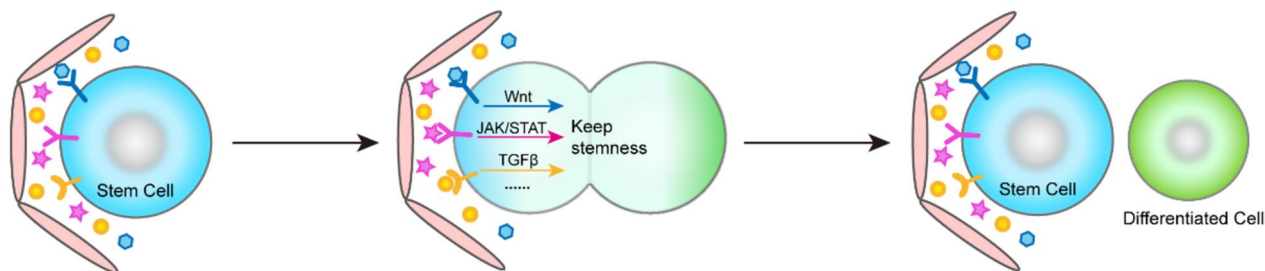 Stem Cell
Wnt
JAK/STAT
TGFβ
......
Keep
stemness
Stem Cell
Differentiated Cell